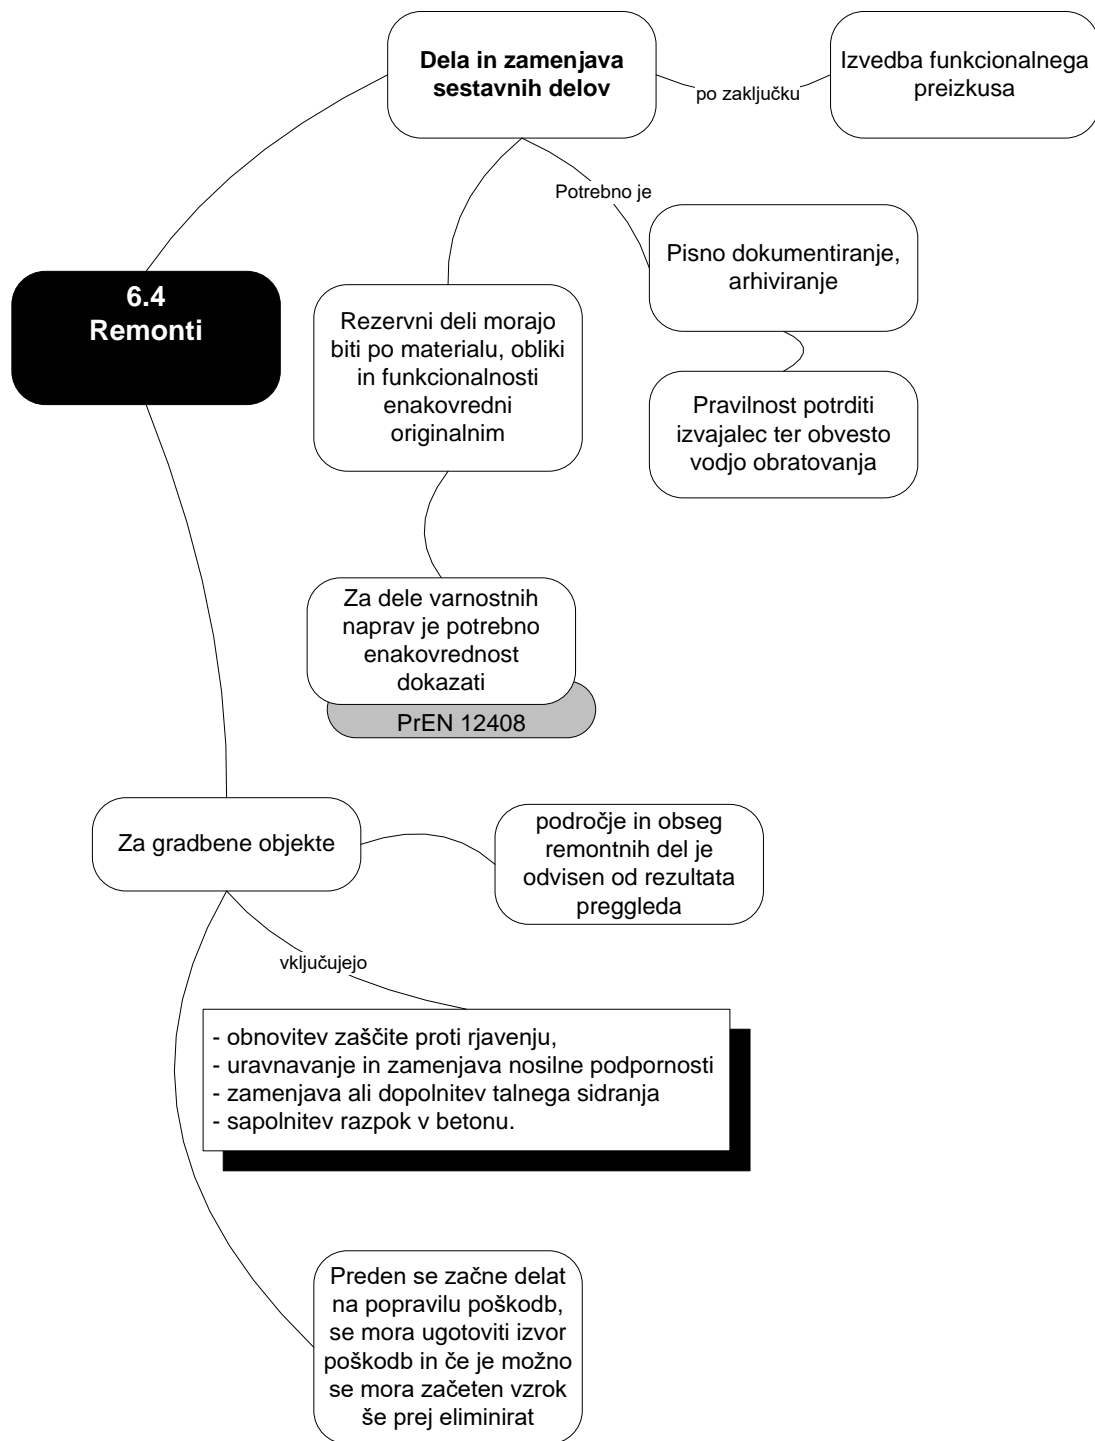 Dela in zamenjava
sestavnih delov
po zaključku
Izvedba funkcionalnega
preizkusa
Potrebno je
Pisno dokumentiranje,
arhiviranje
6.4
Remonti
Rezervni deli morajo
biti po materialu, obliki
in funkcionalnosti
enakovredni
originalnim
Pravilnost potrditi
izvajalec ter obvesto
vodjo obratovanja
Za dele varnostnih
naprav je potrebno
enakovrednost
dokazati
PrEN 12408
Za gradbene objekte
področje in obseg
remontnih del je
odvisen od rezultata
preggleda
vključujejo
- obnovitev zaščite proti rjavenju,
- uravnavanje in zamenjava nosilne podpornosti
- zamenjava ali dopolnitev talnega sidranja
- sapolnitev razpok v betonu.
Preden se začne delat
na popravilu poškodb,
se mora ugotoviti izvor
poškodb in če je možno
se mora začeten vzrok
še prej eliminirat